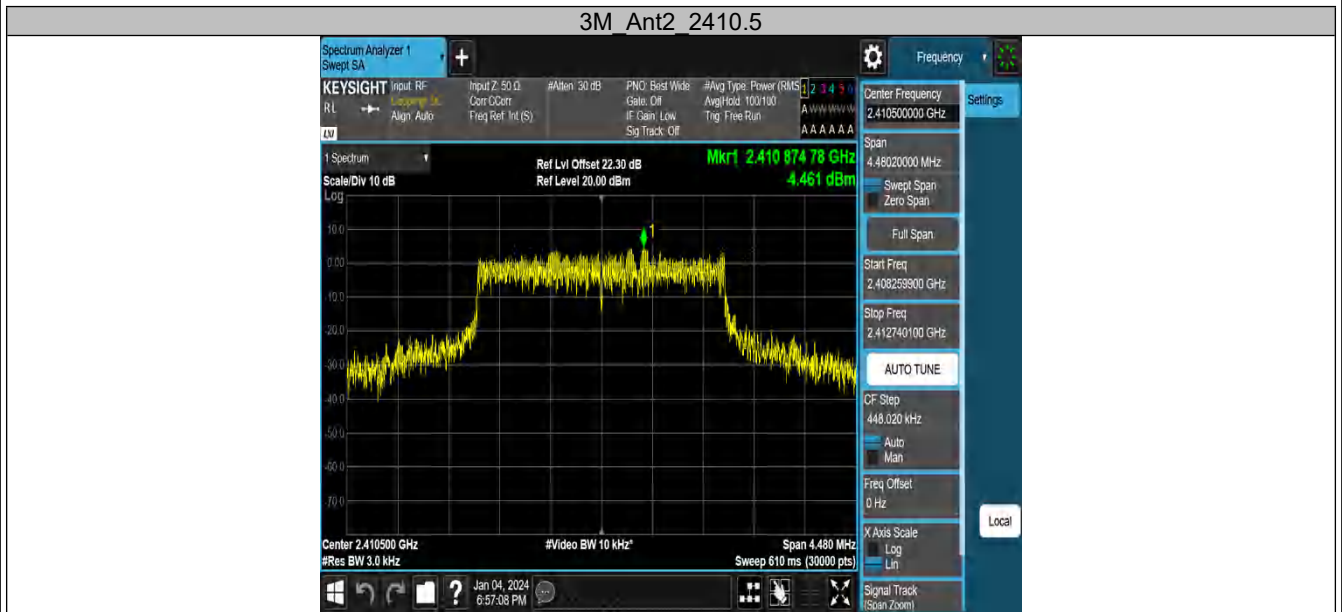 3M_Ant2_2410.5
Spectrum Analyzer 1
Swept SA
+
Frequency
KEYSIGHT
Input: RF
Input Z: 50 Ω
#Atten: 30 dB
PNO: Best Wide
#Avg Type: Power (RMS
1 2 3 4 5 6
RL
Coupling: DC
Corr CCorr
Gate: Off
Avg|Hold: 100/100
Align: Auto
Freq Ref: Int (S)
IF Gain: Low
Trig: Free Run
Sig Track: Off
A A A A A A
LXI
Center Frequency
2.410500000 GHz
Settings
Span
4.48020000 MHz
Swept Span
Zero Span
Full Span
Start Freq
2.408259900 GHz
Stop Freq
2.412740100 GHz
AUTO TUNE
CF Step
448.020 kHz
Auto
Man
Freq Offset
0 Hz
X Axis Scale
Log
Lin
Local
Signal Track
(Span Zoom)
1 Spectrum
Ref Lvl Offset 22.30 dB
Mkr1 2.410 874 78 GHz
Scale/Div 10 dB
Ref Level 20.00 dBm
4.461 dBm
Log
10.0
0.00
-10.0
-20.0
-30.0
-40.0
-50.0
-60.0
-70.0
1
Center 2.410500 GHz
#Video BW 10 kHz*
Span 4.480 MHz
#Res BW 3.0 kHz
Sweep 610 ms (30000 pts)
?
Jan 04, 2024
6:57:08 PM